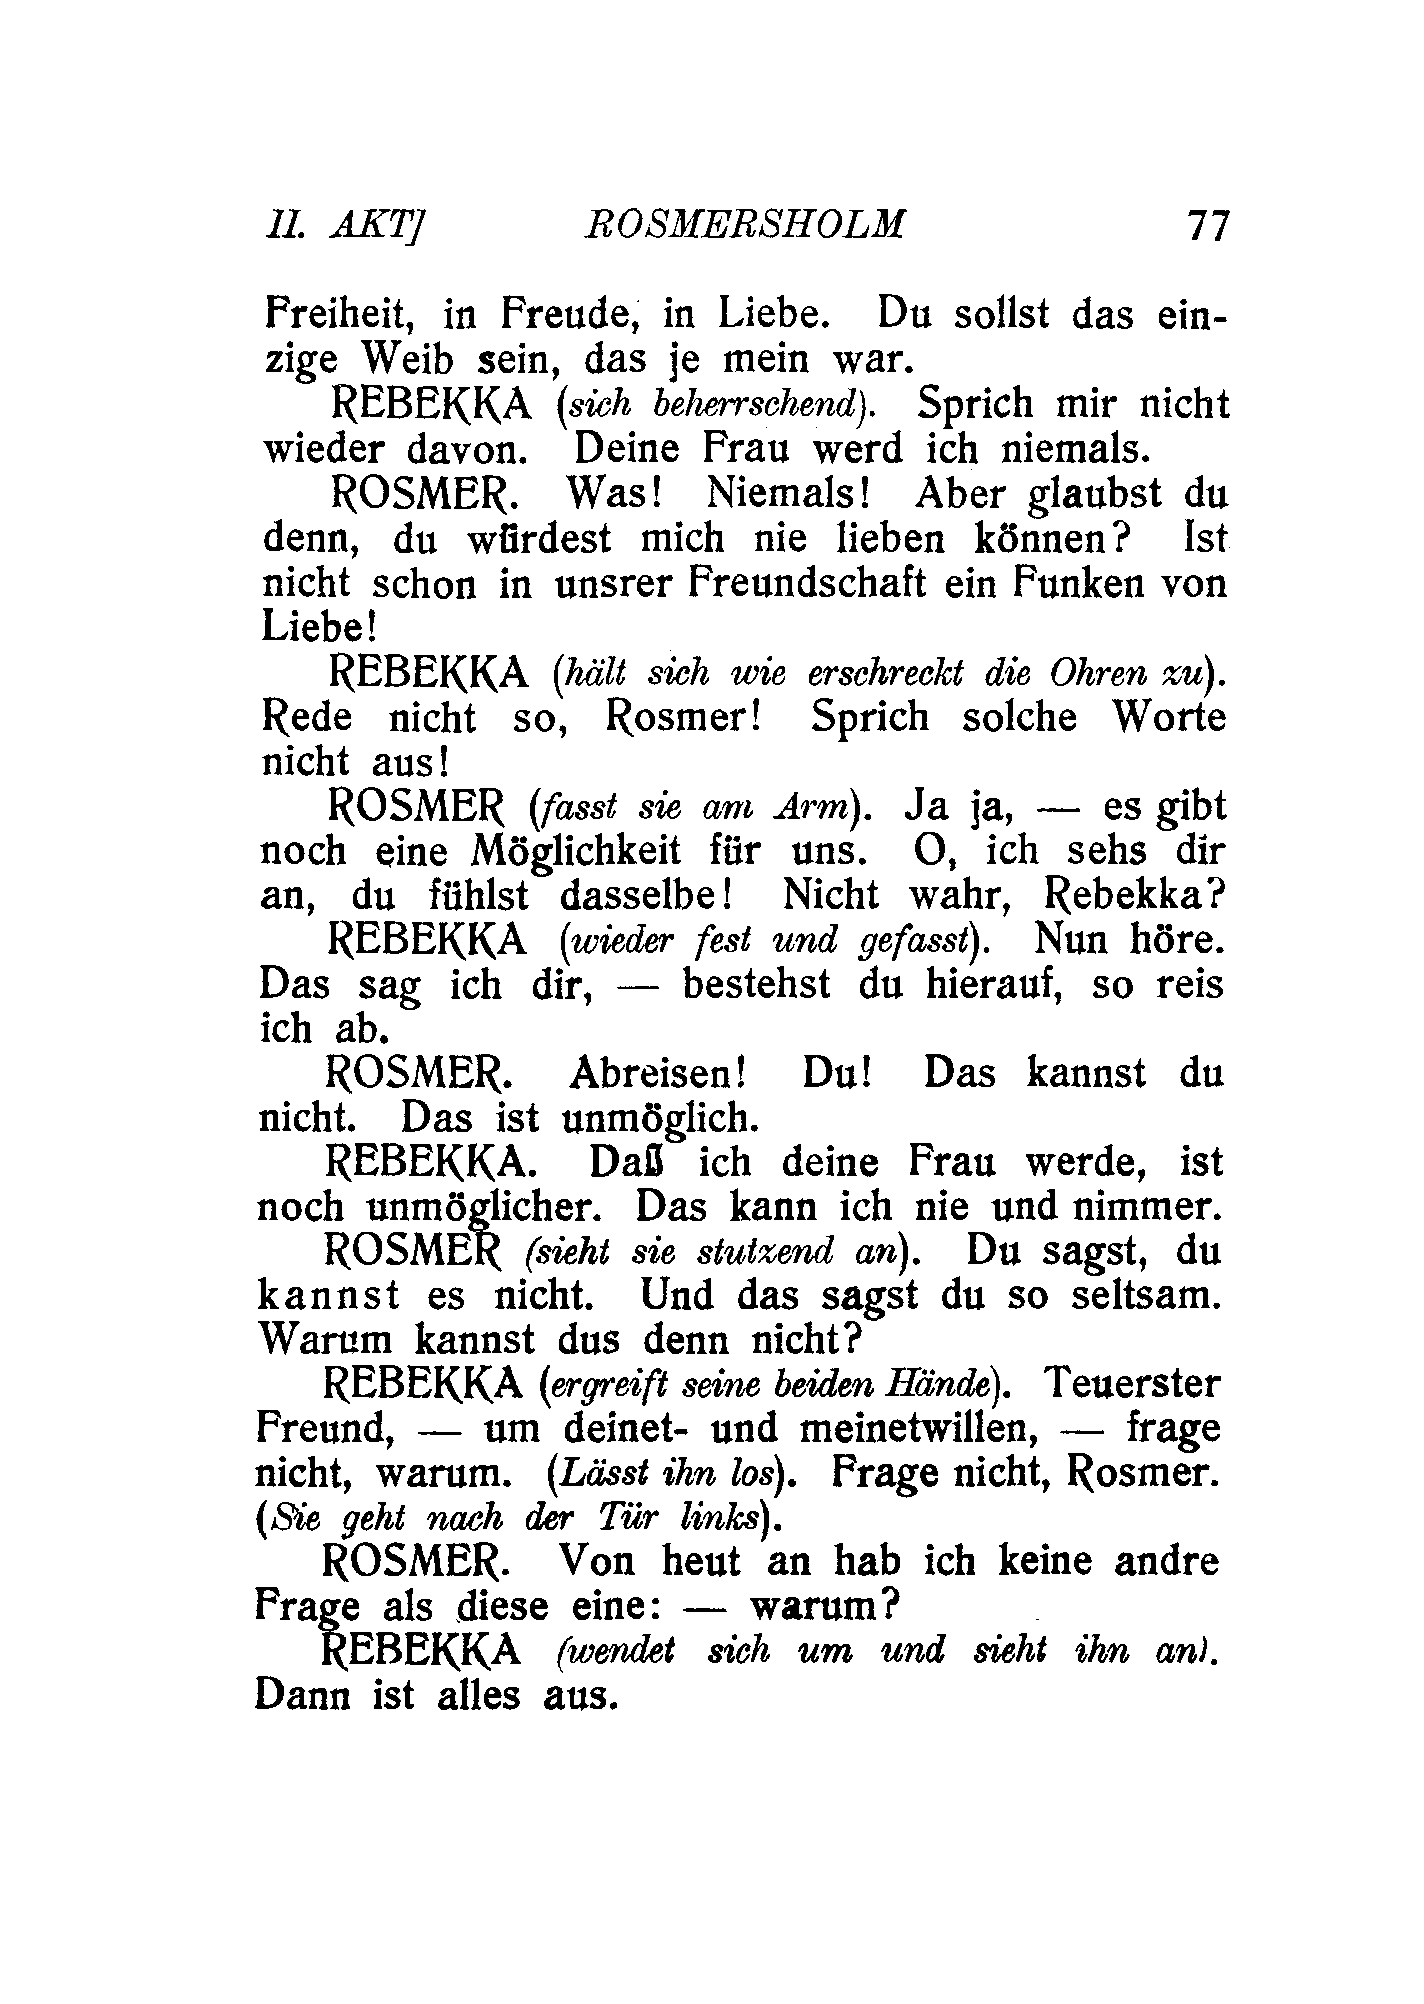 II. AKT] ROSMERSHOLM 77
Freiheit, in Freude, in Liebe. Du sollst das ein-
zige Weib sein, das je mein war.
REBEKKA (sich beherrschend). Sprich mir nicht
wieder davon. Deine Frau werd ich niemals.
ROSMER. Was! Niemals! Aber glaubst du
denn, du würdest mich nie lieben können? Ist
nicht schon in unsrer Freundschaft ein Funken von
Liebe!
REBEKKA (hält sich wie erschreckt die Ohren zu).
Rede nicht so, Rosmer! Sprich solche Worte
nicht aus!
ROSMER (fasst sie am Arm). Ja ja, — es gibt
noch eine Möglichkeit für uns. O, ich sehs dir
an, du fühlst dasselbe! Nicht wahr, Rebekka?
REBEKKA (wieder fest und gefasst). Nun höre.
Das sag ich dir, — bestehst du hierauf, so reis
ich ab.
ROSMER. Abreisen! Du! Das kannst du
nicht. Das ist unmöglich.
REBEKKA. Daß ich deine Frau werde, ist
noch unmöglicher. Das kann ich nie und nimmer.
ROSMER (sieht sie stutzend an). Du sagst, du
kannst es nicht. Und das sagst du so seltsam.
Warum kannst dus denn nicht?
REBEKKA (ergreift seine beiden Hände). Teuerster
Freund, — um deinet- und meinetwillen, — frage
nicht, warum. (Lässt ihn los). Frage nicht, Rosmer.
(Sie geht nach der Tür links).
ROSMER. Von heut an hab ich keine andre
Frage als diese eine: — warum?
REBEKKA (wendet sich um und sieht ihn an).
Dann ist alles aus.